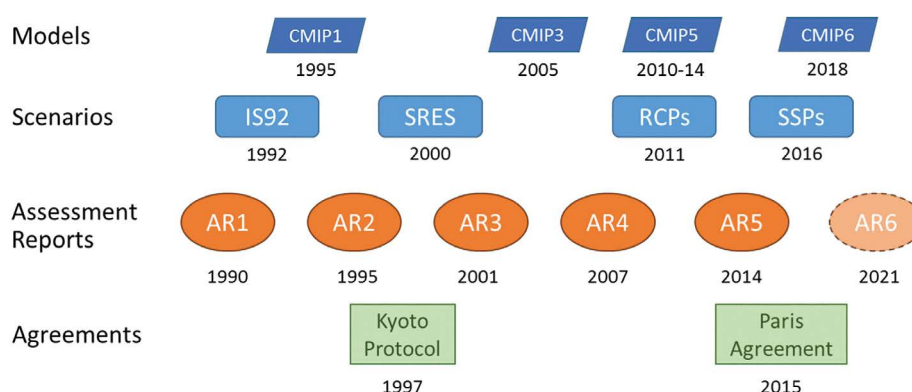 Models
CMIP1
CMIP3
CMIP5
CMIP6
1995
2005
2010-14
2018
Scenarios
IS92
SRES
RCPs
SSPs
1992
2000
2011
2016
Assessment
Reports
AR1
AR2
AR3
AR4
AR5
AR6
1990
1995
2001
2007
2014
2021
Agreements
Kyoto
Protocol
Paris
Agreement
1997
2015